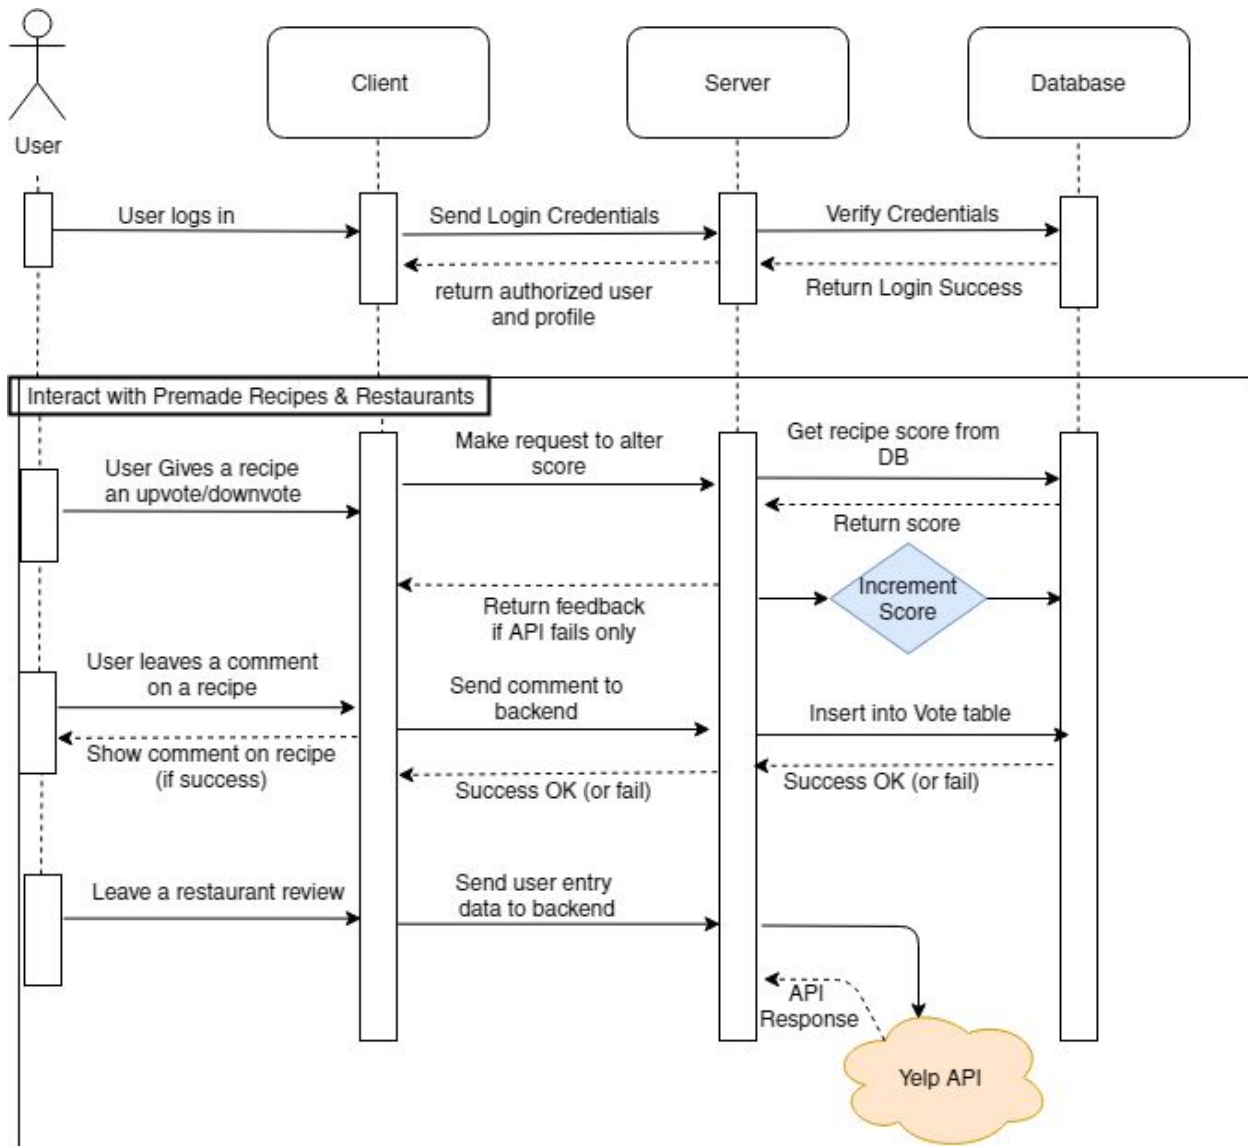 Client
Server
Database
User
User logs in
Send Login Credentials
Verify Credentials
return authorized user
and profile
Return Login Success
Interact with Premade Recipes & Restaurants
User Gives a recipe
an upvote/downvote
Make request to alter
score
Get recipe score from
DB
Return score
Increment
Score
Return feedback
if API fails only
User leaves a comment
on a recipe
Send comment to
backend
Insert into Vote table
Show comment on recipe
(if success)
Success OK (or fail)
Success OK (or fail)
Leave a restaurant review
Send user entry
data to backend
API
Response
Yelp API